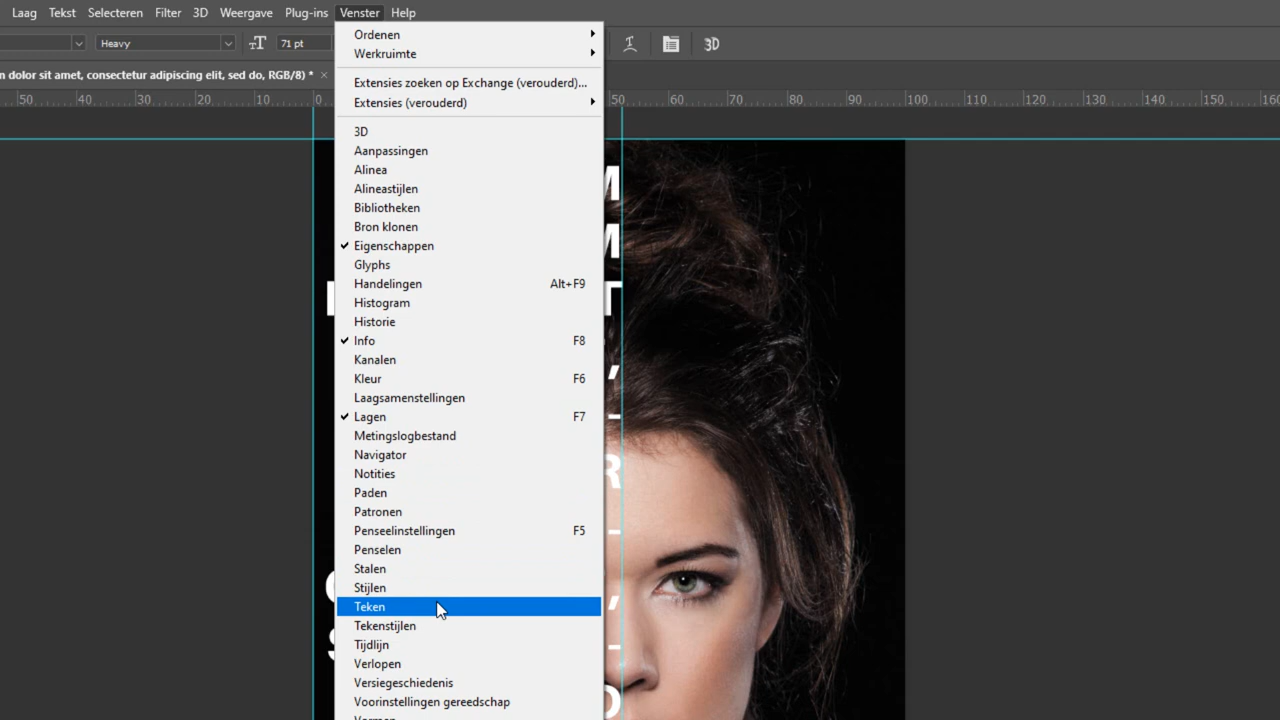 Laag Tekst Selecteren Filter 3D Weergave Plug-ins Venster Help
Heavy 71 pt 3D
dolor sit amet, consectetur adipiscing elit, sed do, RGB/8) * ×
50 40 30 20 10 0 50 60 70 80 90 100 110 120 130 140 150 160
Ordenen
Werkruimte
Extensies zoeken op Exchange (verouderd)...
Extensies (verouderd)
3D
Aanpassingen
Alinea
Alineastijlen
Bibliotheken
Bron klonen
Eigenschappen
Glyphs
Handelingen Alt+F9
Histogram
Historie
Info F8
Kanalen
Kleur F6
Laagsamenstellingen
Lagen F7
Metingslogbestand
Navigator
Notities
Paden
Patronen
Penseelinstellingen F5
Penselen
Stalen
Stijlen
Teken
Tekenstijlen
Tijdlijn
Verlopen
Versiegeschiedenis
Voorinstellingen gereedschap